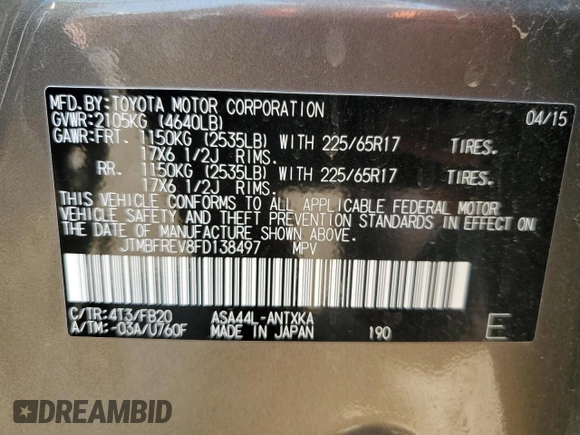 MFD.BY:TOYOTA MOTOR CORPORATION 04/15
GVWR:2105KG (4640LB)
GAWR:FRT. 1150KG (2535LB) WITH 225/65R17 TIRES.
17X6 1/2J RIMS.
RR. 1150KG (2535LB) WITH 225/65R17 TIRES.
17X6 1/2J RIMS.
THIS VEHICLE CONFORMS TO ALL APPLICABLE FEDERAL MOTOR
VEHICLE SAFETY AND THEFT PREVENTION STANDARDS IN EFFECT ON
THE DATE OF MANUFACTURE SHOWN ABOVE.
JTMBFREV8FD138497 MPV
C/TR:4T3/FB20 ASA44L-ANTXKA
A/TM:-03A/U760F MADE IN JAPAN 190 E
DREAMBID